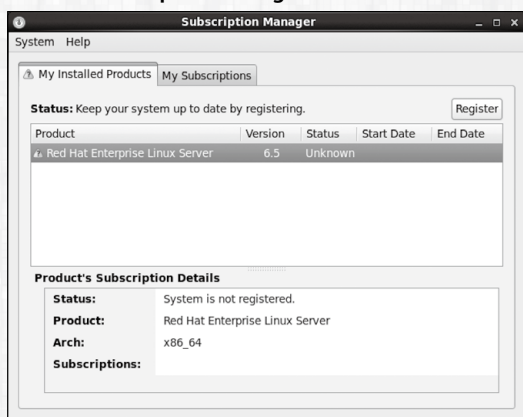 Subscription Manager
System Help
My Installed Products My Subscriptions
Status: Keep your system up to date by registering. Register
Product Version Status Start Date End Date
Red Hat Enterprise Linux Server 6.5 Unknown
Product's Subscription Details
Status: System is not registered.
Product: Red Hat Enterprise Linux Server
Arch: x86_64
Subscriptions: